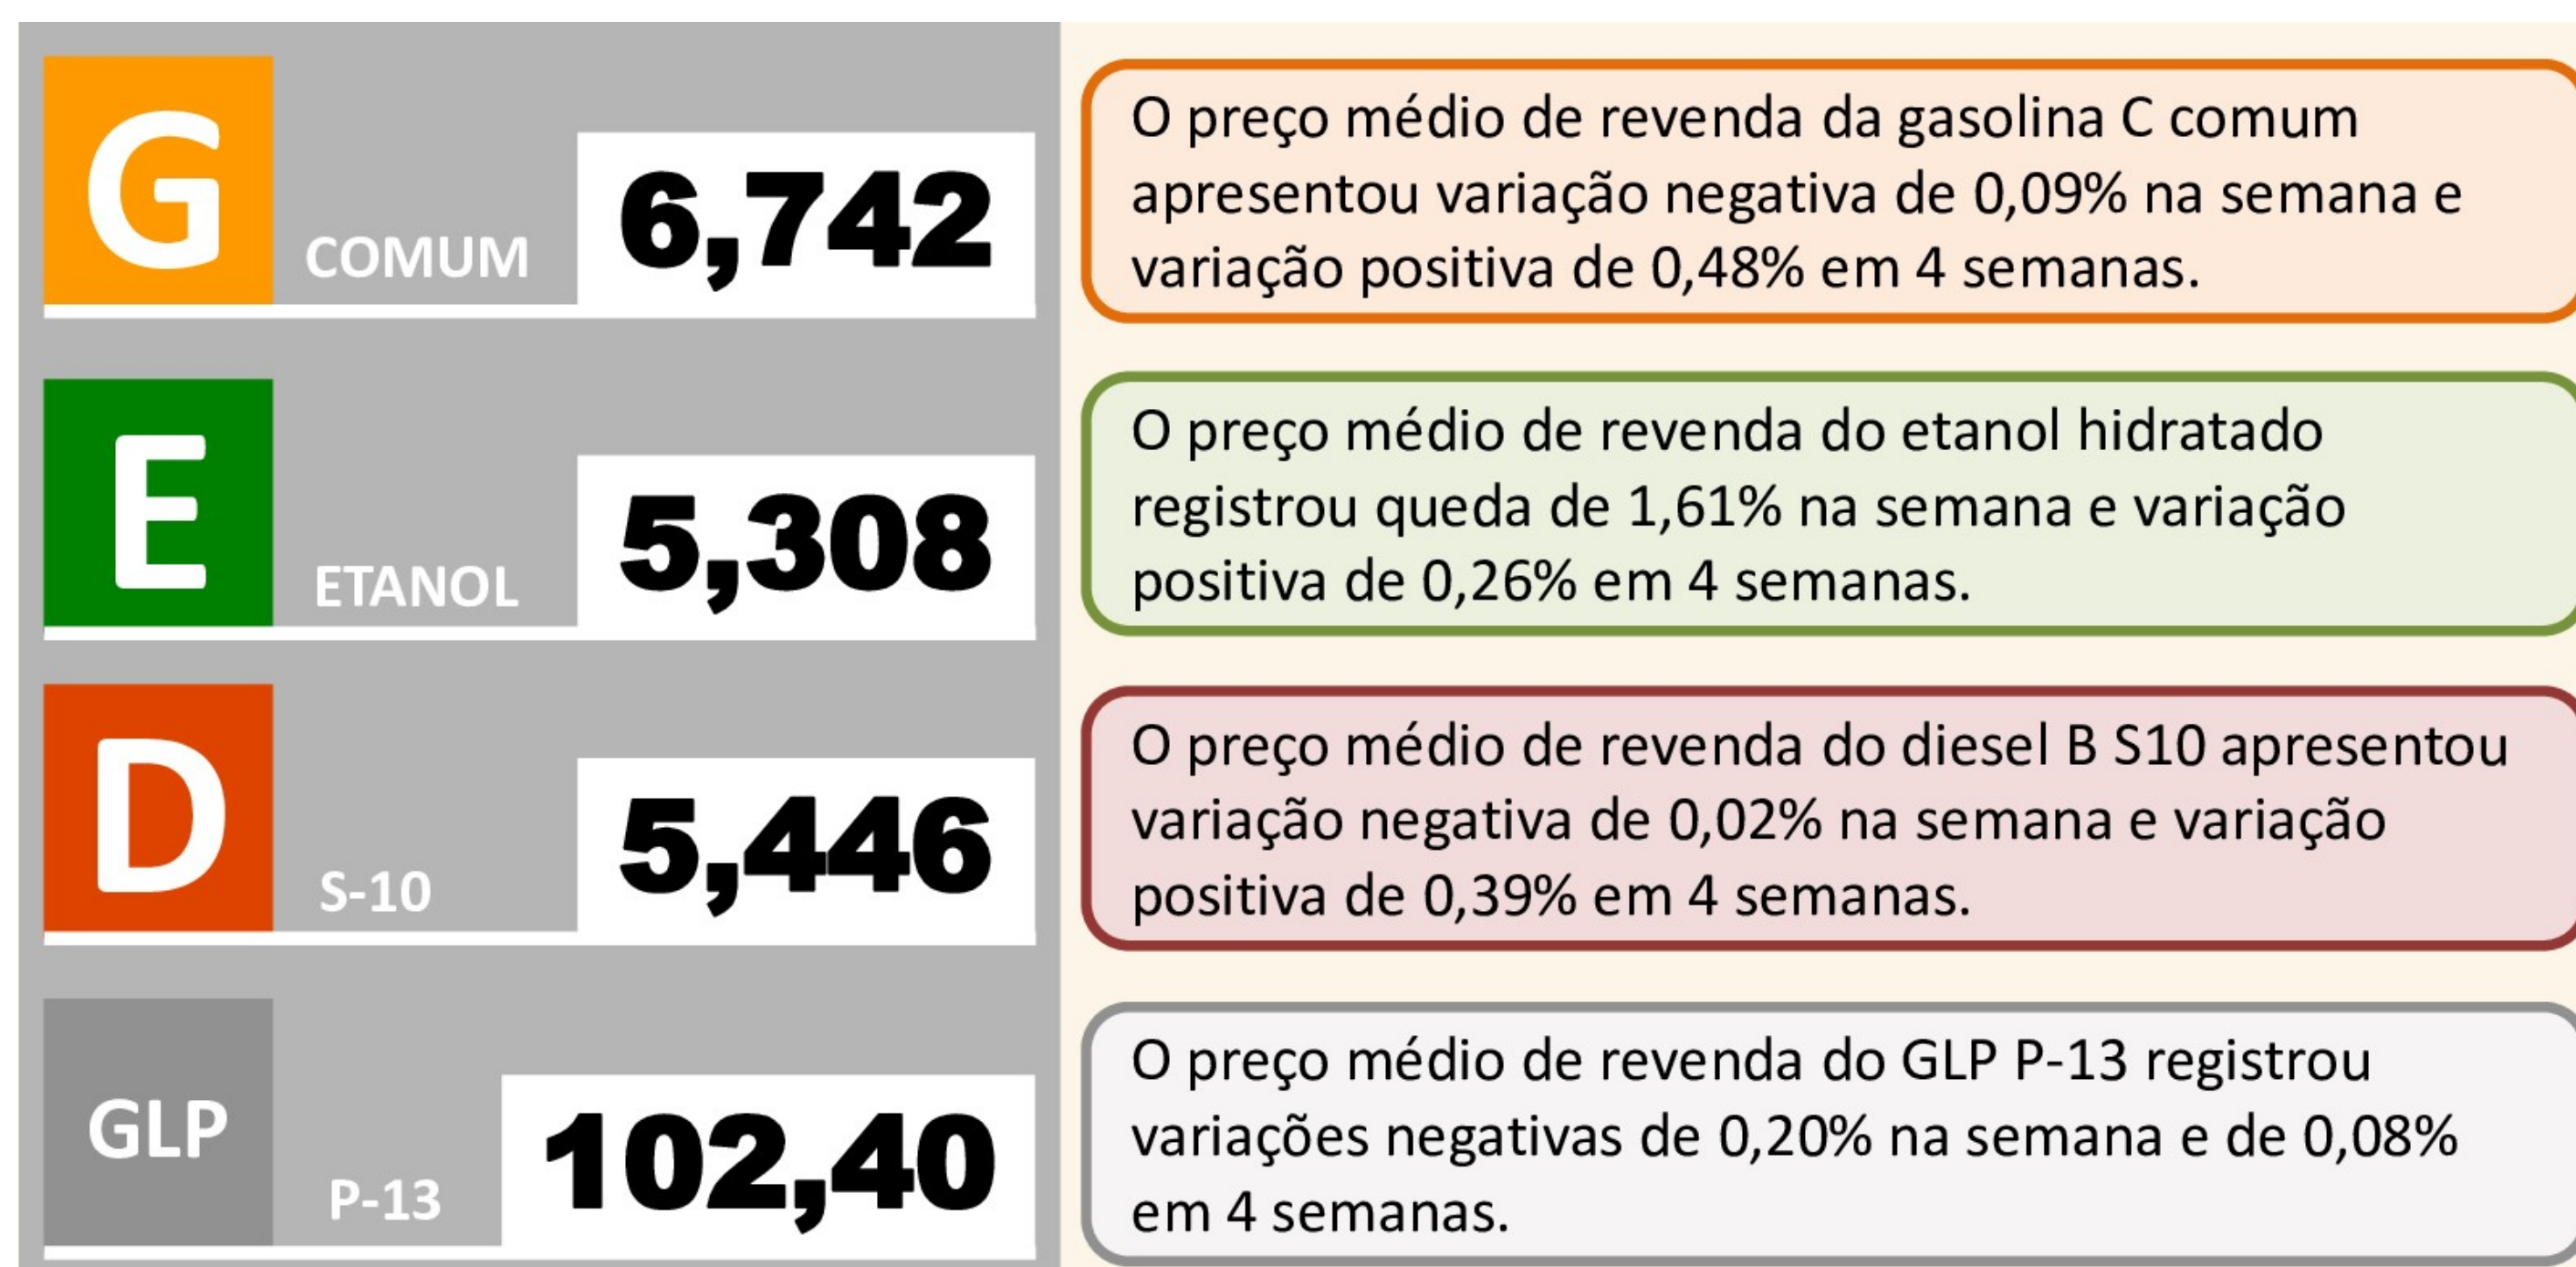 G
COMUM
6,742
O preço médio de revenda da gasolina C comum
apresentou variação negativa de 0,09% na semana e
variação positiva de 0,48% em 4 semanas.
E
ETANOL
5,308
O preço médio de revenda do etanol hidratado
registrou queda de 1,61% na semana e variação
positiva de 0,26% em 4 semanas.
D
S-10
5,446
O preço médio de revenda do diesel B S10 apresentou
variação negativa de 0,02% na semana e variação
positiva de 0,39% em 4 semanas.
GLP
P-13
102,40
O preço médio de revenda do GLP P-13 registrou
variações negativas de 0,20% na semana e de 0,08%
em 4 semanas.